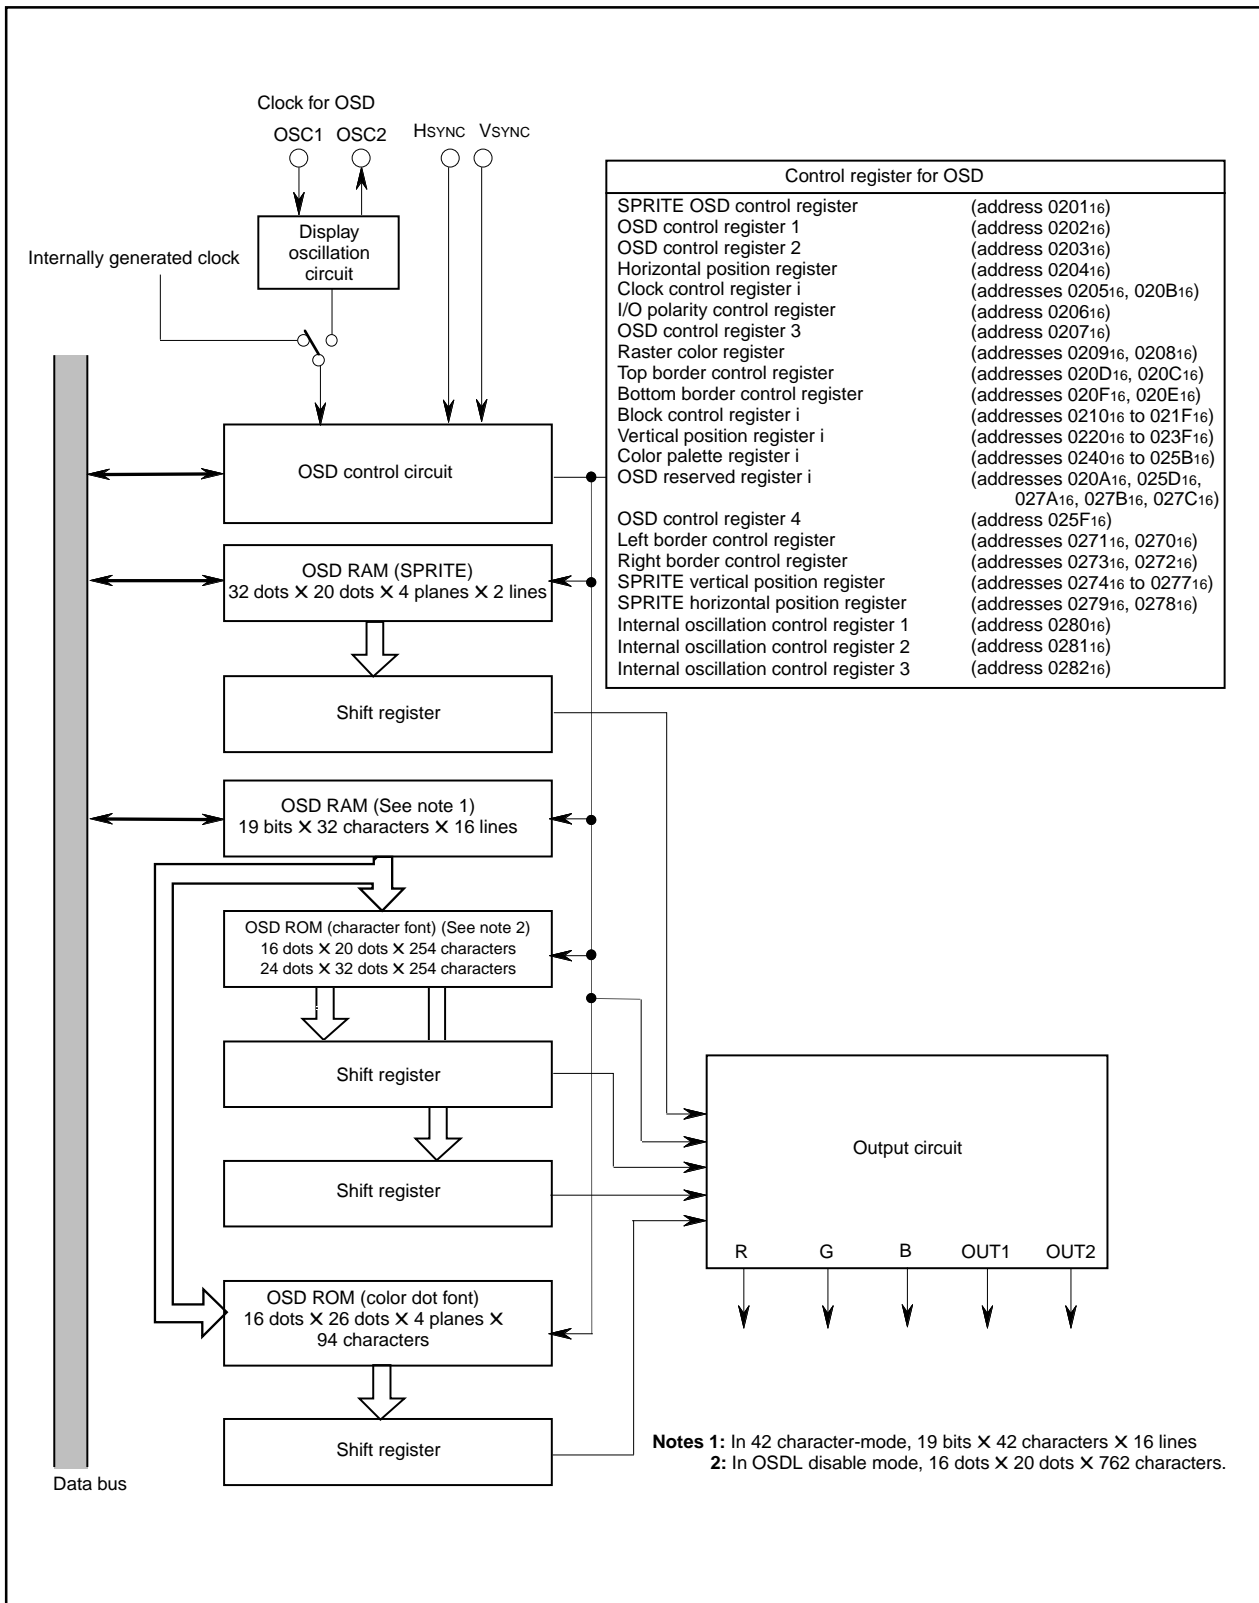 Clock for OSD
OSC1 OSC2 HSYNC VSYNC
Display
oscillation
circuit
Internally generated clock
Control register for OSD
SPRITE OSD control register (address 020116)
OSD control register 1 (address 020216)
OSD control register 2 (address 020316)
Horizontal position register (address 020416)
Clock control register i (addresses 020516, 020B16)
I/O polarity control register (address 020616)
OSD control register 3 (address 020716)
Raster color register (addresses 020916, 020816)
Top border control register (addresses 020D16, 020C16)
Bottom border control register (addresses 020F16, 020E16)
Block control register i (addresses 021016 to 021F16)
Vertical position register i (addresses 022016 to 023F16)
Color palette register i (addresses 024016 to 025B16)
OSD reserved register i (addresses 020A16, 025D16,
027A16, 027B16, 027C16)
OSD control register 4 (address 025F16)
Left border control register (addresses 027116, 027016)
Right border control register (addresses 027316, 027216)
SPRITE vertical position register (addresses 027416 to 027716)
SPRITE horizontal position register (addresses 027916, 027816)
Internal oscillation control register 1 (address 028016)
Internal oscillation control register 2 (address 028116)
Internal oscillation control register 3 (address 028216)
OSD control circuit
OSD RAM (SPRITE)
32 dots × 20 dots × 4 planes × 2 lines
Shift register
OSD RAM (See note 1)
19 bits × 32 characters × 16 lines
OSD ROM (character font) (See note 2)
16 dots × 20 dots × 254 characters
24 dots × 32 dots × 254 characters
Shift register
Shift register
Output circuit
R G B OUT1 OUT2
OSD ROM (color dot font)
16 dots × 26 dots × 4 planes ×
94 characters
Shift register
Data bus
Notes 1: In 42 character-mode, 19 bits × 42 characters × 16 lines
2: In OSDL disable mode, 16 dots × 20 dots × 762 characters.